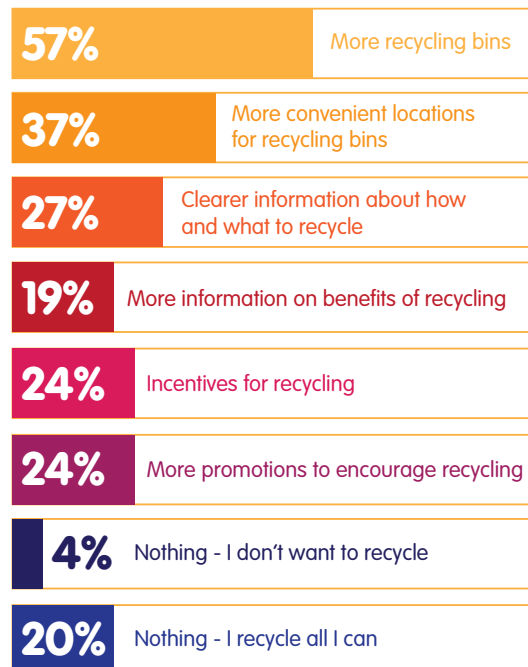 57%
More recycling bins
37%
More convenient locations
for recycling bins
27%
Clearer information about how
and what to recycle
19%
More information on benefits of recycling
24%
Incentives for recycling
24%
More promotions to encourage recycling
4%
Nothing - I don’t want to recycle
20%
Nothing - I recycle all I can